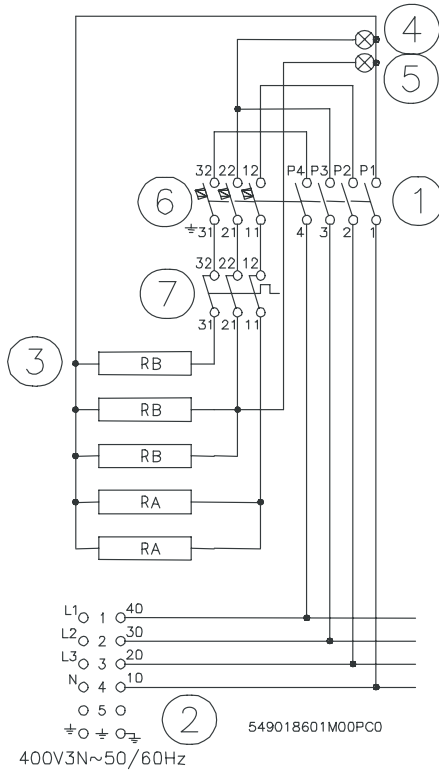 4
5
32 22 12 P4 P3 P2 P1
6
1
31 21 11 4 3 2 1
32 22 12
7
31 21 11
3
RB
RB
RB
RA
RA
L1 1 40
L2 2 30
L3 3 20
N 4 10
5
2
549018601M00PC0
400V3N~50/60Hz